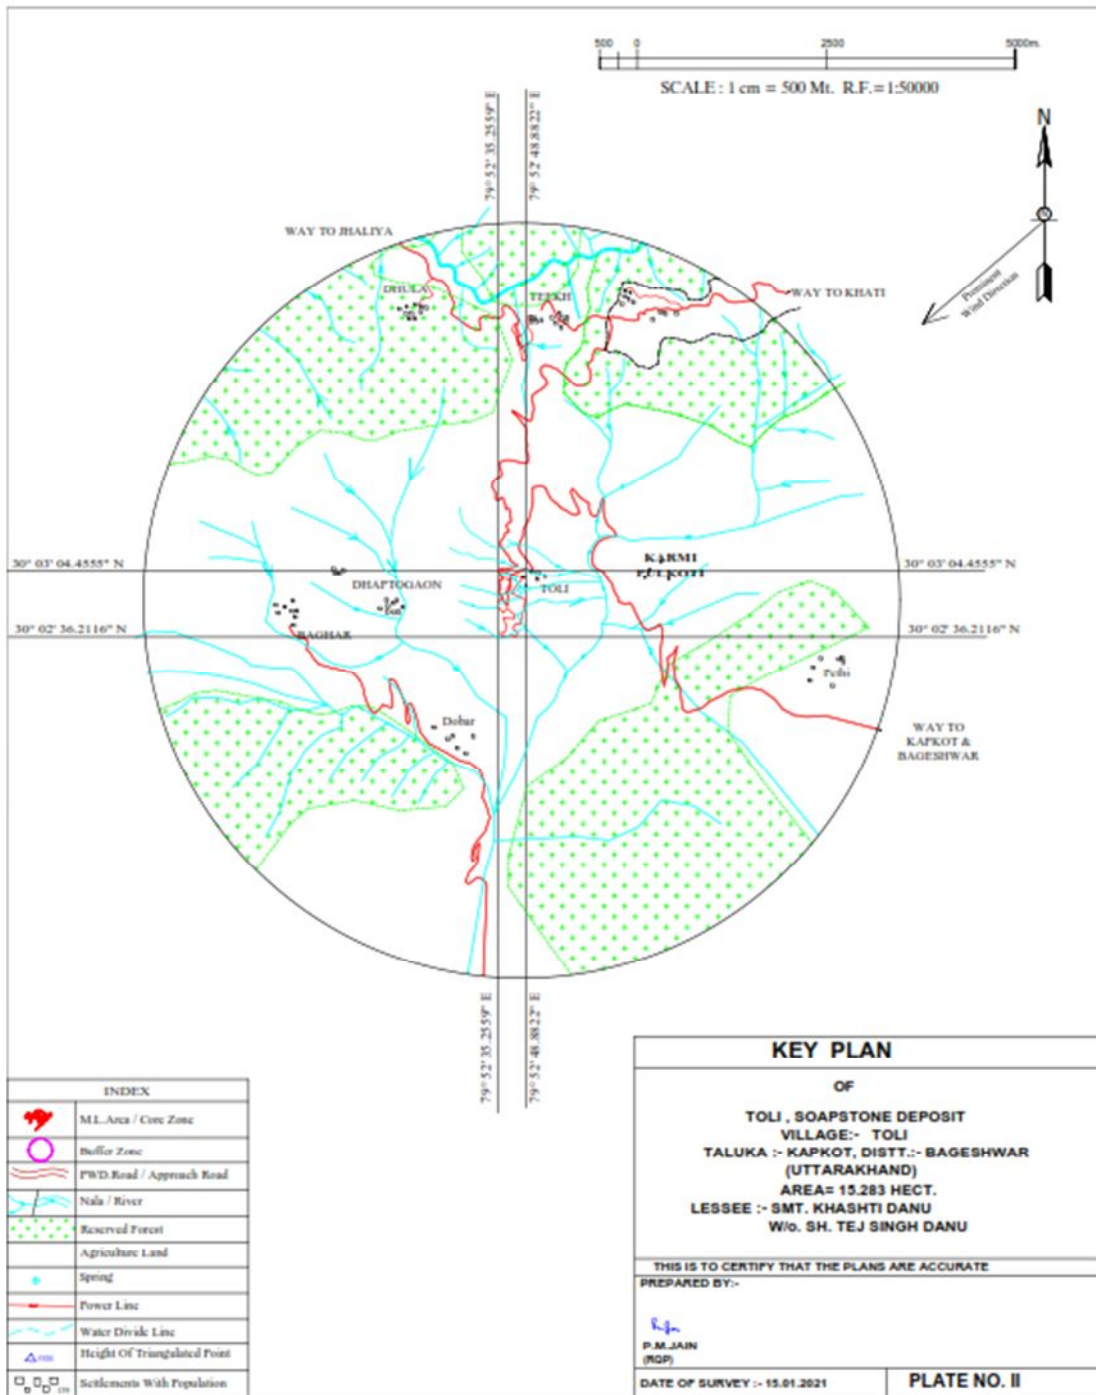 500 0 2500 5000m.
SCALE : 1 cm = 500 Mt. R.F.= 1:50000
N
Prominent
Wind Direction
79° 52' 35.2559" E
79° 52' 48.8822" E
WAY TO JHALIYA
DHULA
TEEKH
WAY TO KHATI
30° 03' 04.4555" N
30° 03' 04.4555" N
KARMI
DHAPTOGAON
TOLI
BAGHAR
30° 02' 36.2116" N
30° 02' 36.2116" N
Pethi
Dobar
WAY TO
KAPKOT &
BAGESHWAR
79° 52' 35.2559" E
79° 52' 48.8822" E
INDEX
M.L.Area / Core Zone
Buffer Zone
PWD.Road / Approach Road
Nala / River
Reserved Forest
Agriculture Land
Spring
Power Line
Water Divide Line
Height Of Triangulated Point
Settlements With Population
KEY PLAN
OF
TOLI , SOAPSTONE DEPOSIT
VILLAGE:- TOLI
TALUKA :- KAPKOT, DISTT.:- BAGESHWAR
(UTTARAKHAND)
AREA= 15.283 HECT.
LESSEE :- SMT. KHASHTI DANU
W/o. SH. TEJ SINGH DANU
THIS IS TO CERTIFY THAT THE PLANS ARE ACCURATE
PREPARED BY:-
P.M.JAIN
(RQP)
DATE OF SURVEY :- 15.01.2021
PLATE NO. II